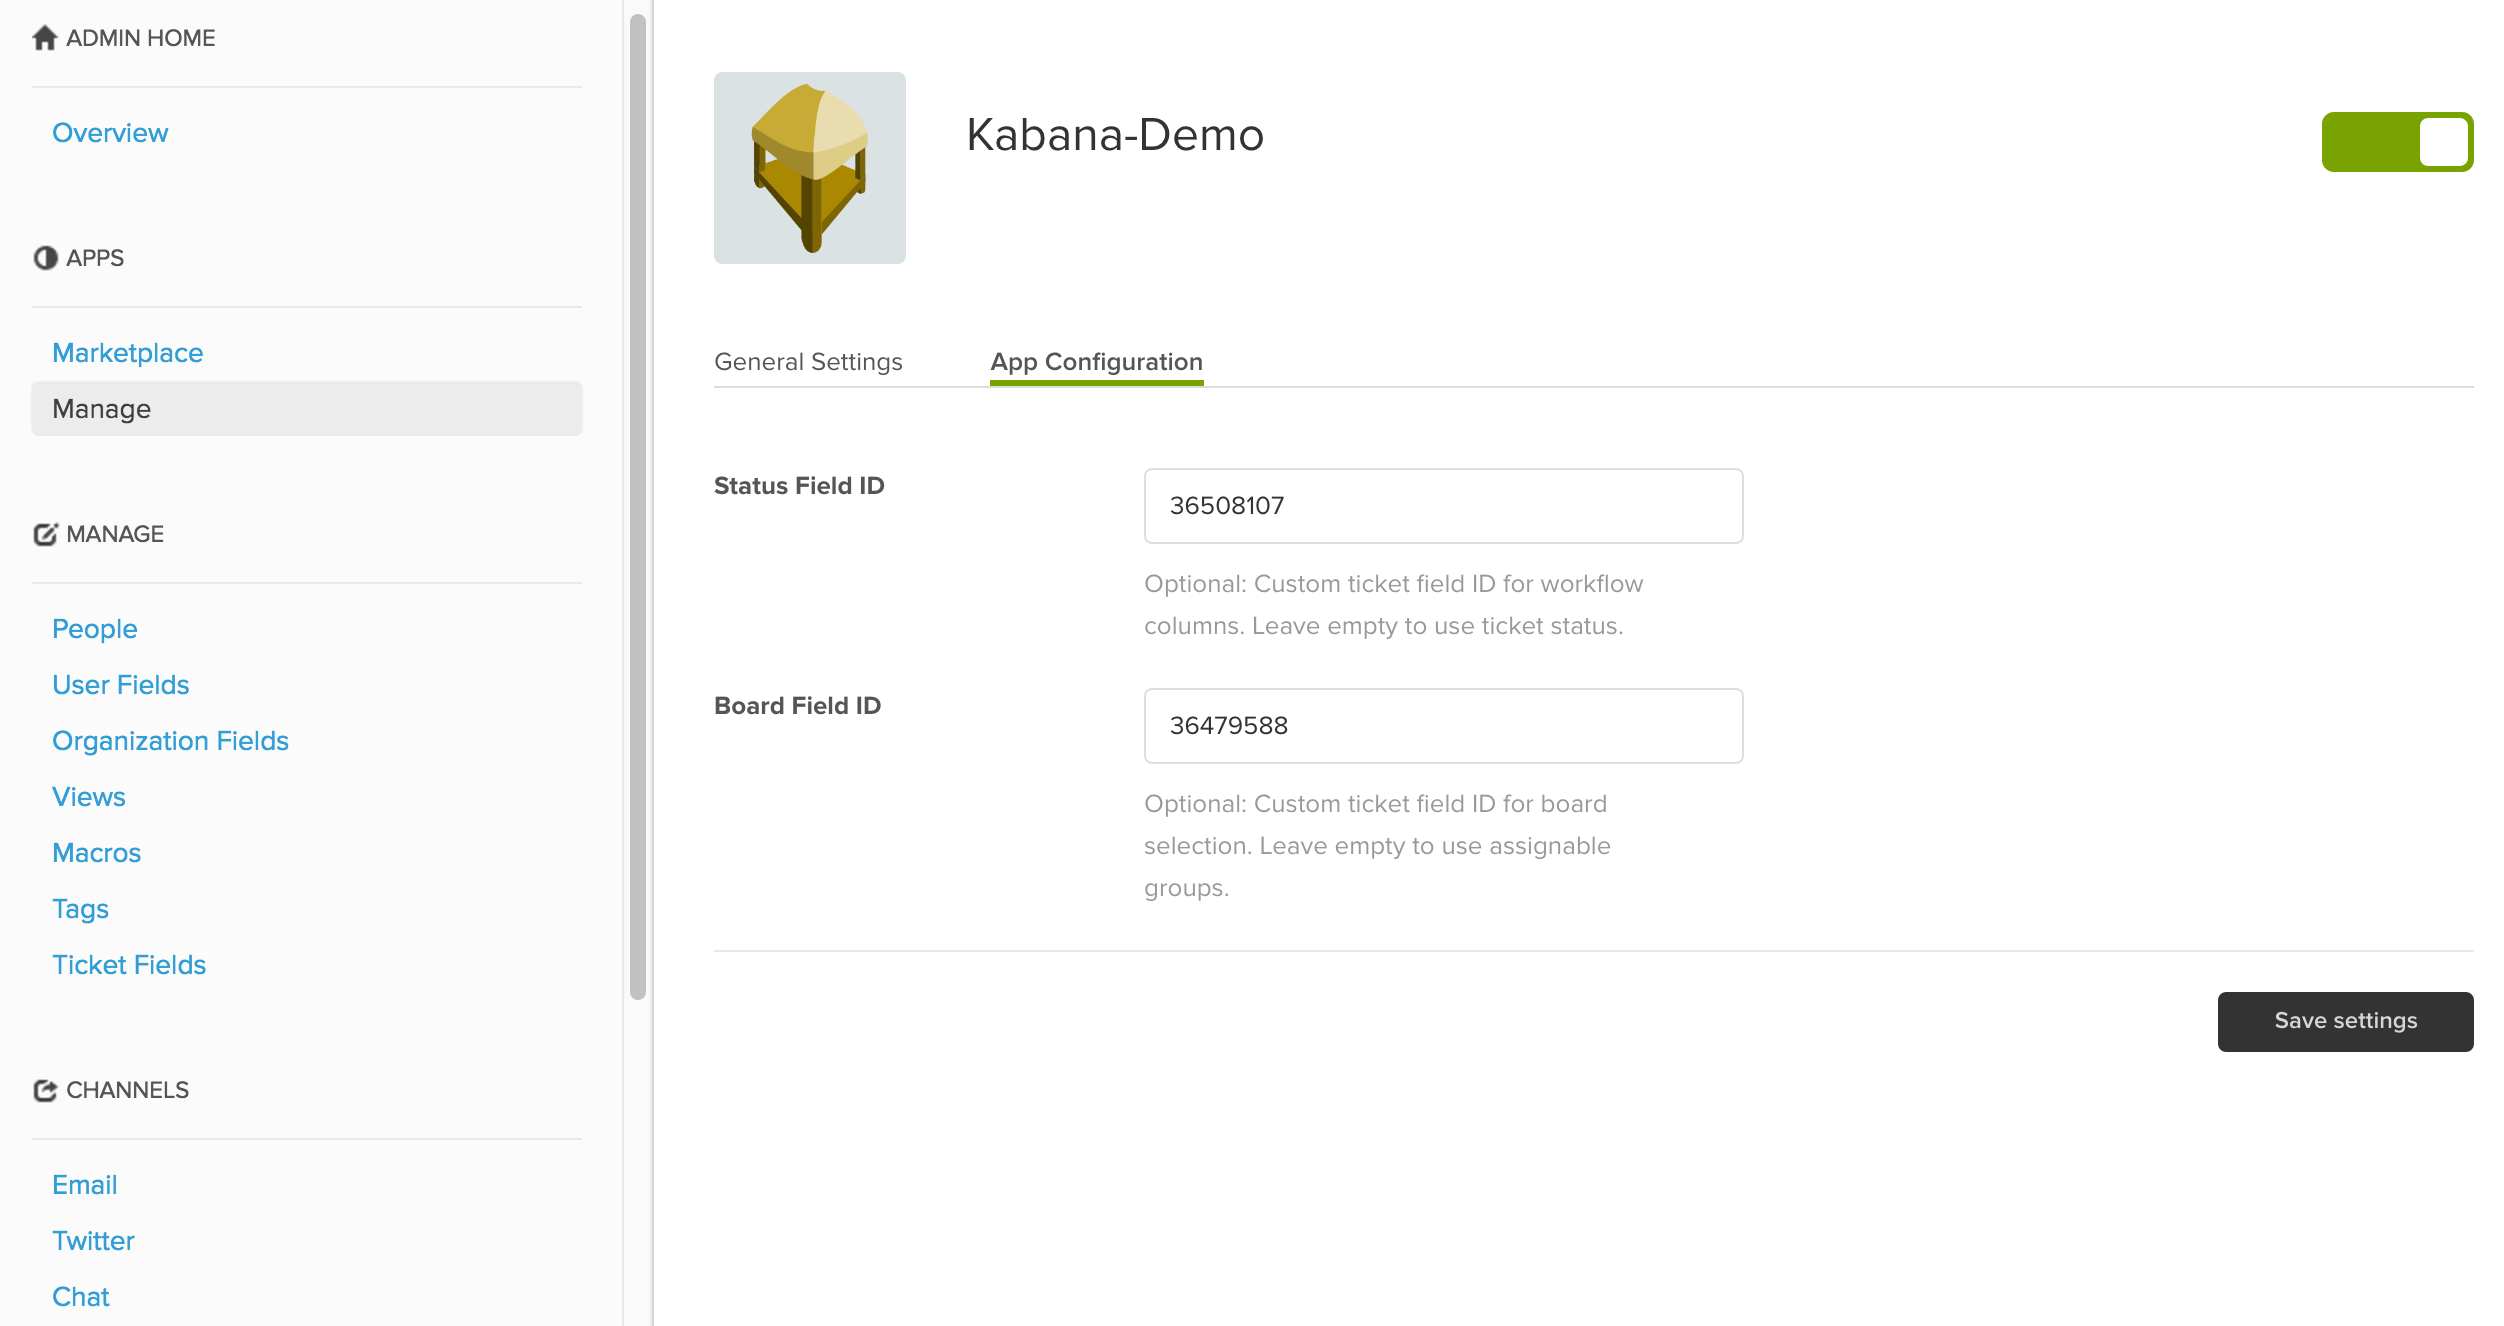 ADMIN HOME
Overview
APPS
Marketplace
Manage
MANAGE
People
User Fields
Organization Fields
Views
Macros
Tags
Ticket Fields
CHANNELS
Email
Twitter
Chat
Kabana-Demo
General Settings
App Configuration
Status Field ID
36508107
Optional: Custom ticket field ID for workflow
columns. Leave empty to use ticket status.
Board Field ID
36479588
Optional: Custom ticket field ID for board
selection. Leave empty to use assignable
groups.
Save settings